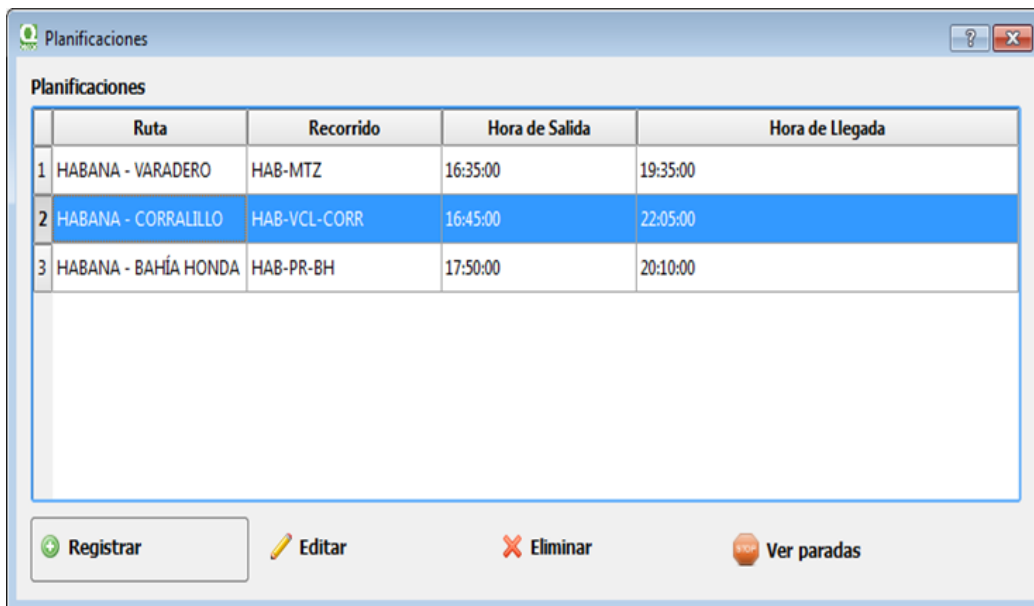 Planificaciones
Planificaciones
Ruta Recorrido Hora de Salida Hora de Llegada
1 HABANA - VARADERO HAB-MTZ 16:35:00 19:35:00
2 HABANA - CORRALILLO HAB-VCL-CORR 16:45:00 22:05:00
3 HABANA - BAHÍA HONDA HAB-PR-BH 17:50:00 20:10:00
Registrar Editar Eliminar STOP Ver paradas